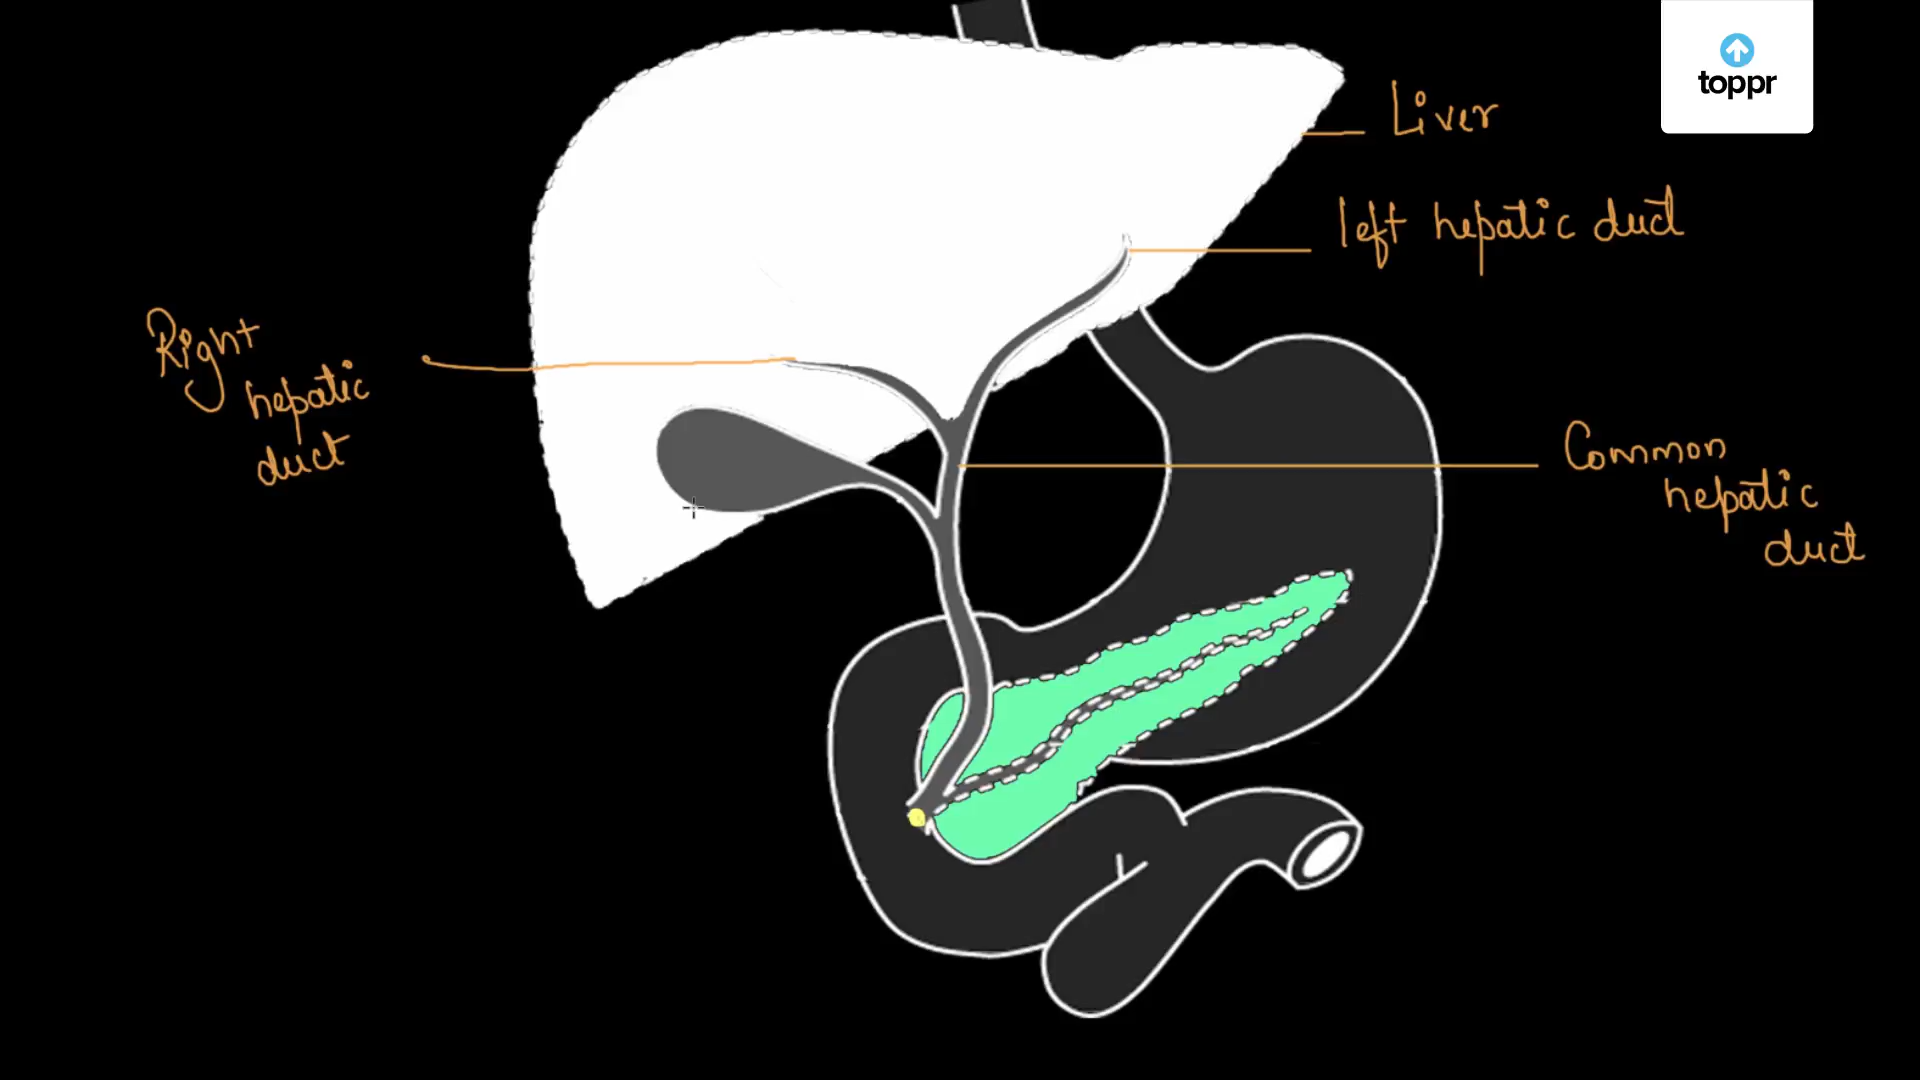 toppr
Liver
left hepatic duct
Right
hepatic
duct
Common
hepatic
duct